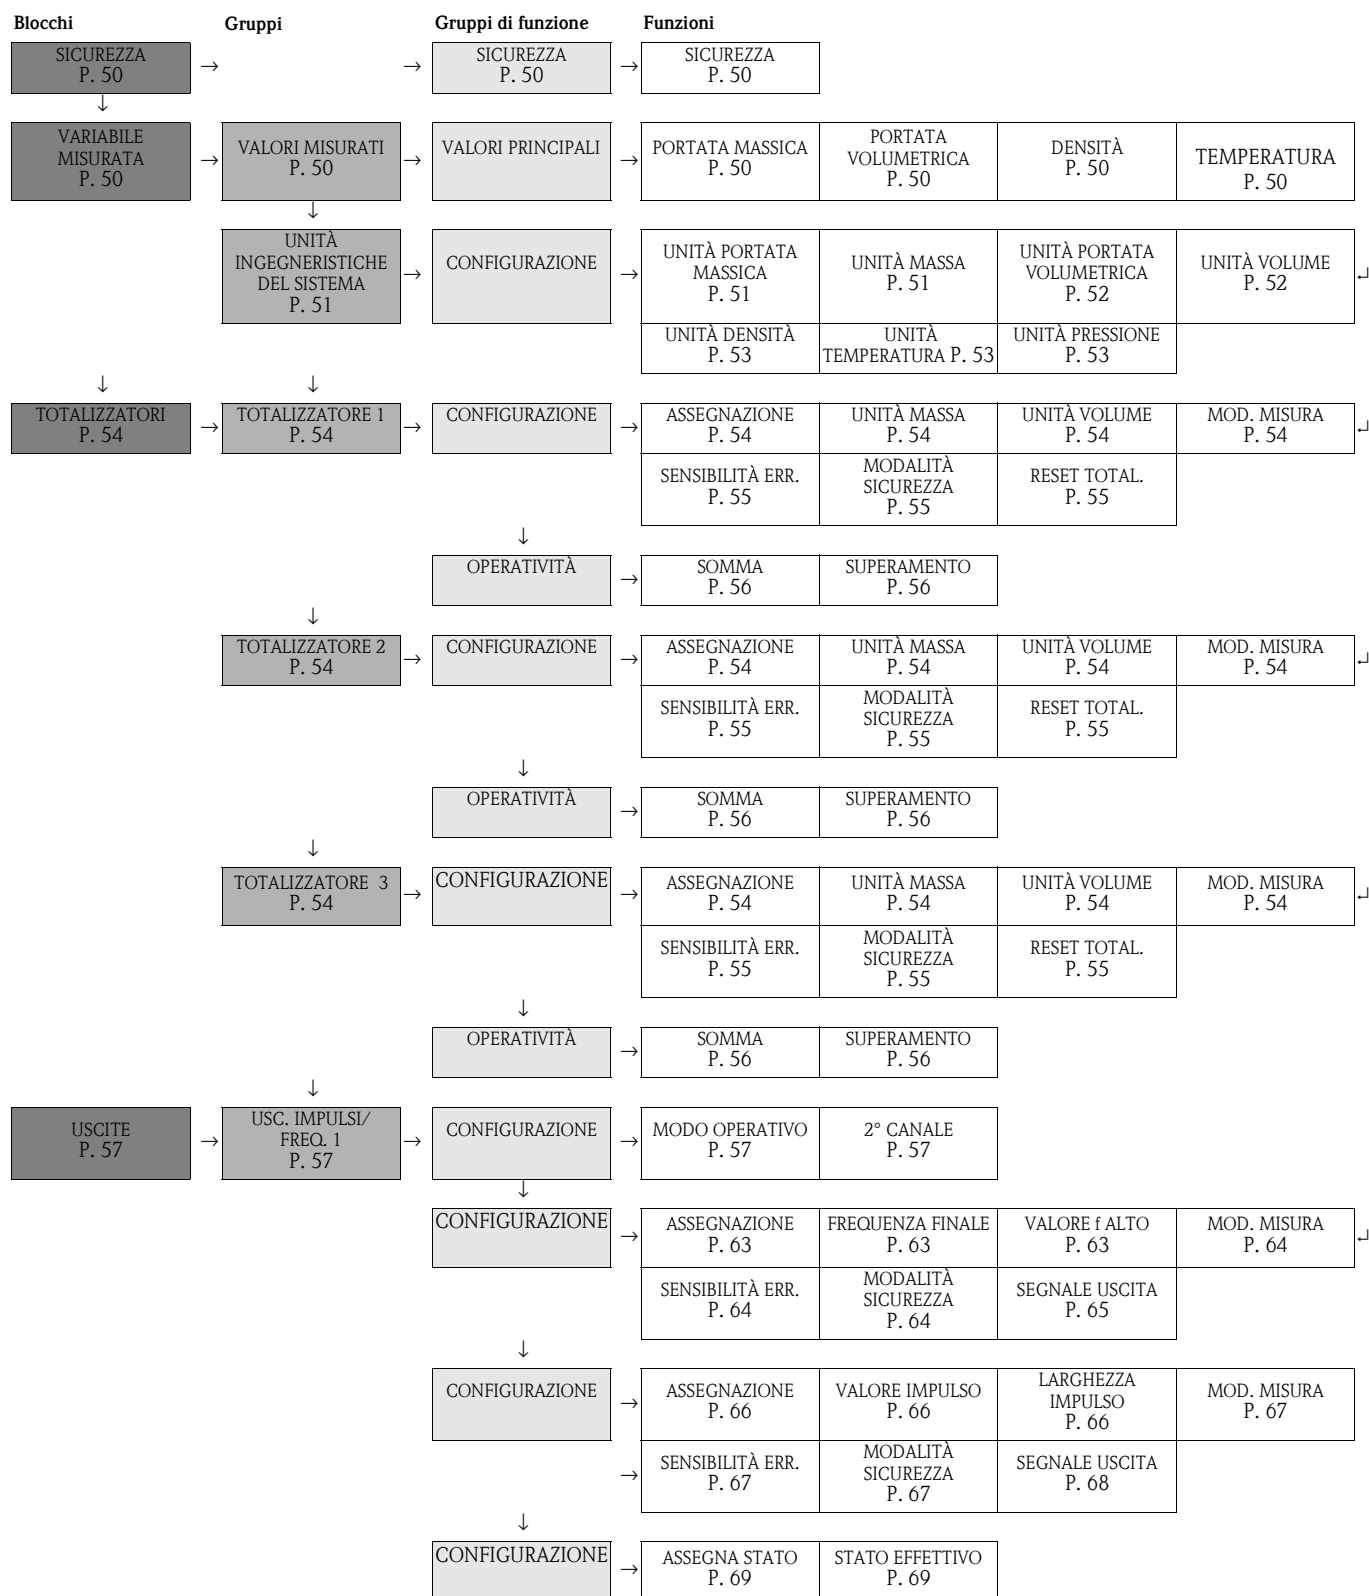 Blocchi Gruppi Gruppi di funzione Funzioni
SICUREZZA
P. 50
→
→
SICUREZZA
P. 50
→
SICUREZZA
P. 50
↓
VARIABILE
MISURATA
P. 50
→
VALORI MISURATI
P. 50
→
VALORI PRINCIPALI
→
PORTATA MASSICA
P. 50
PORTATA
VOLUMETRICA
P. 50
DENSITÀ
P. 50
TEMPERATURA
P. 50
↓
UNITÀ
INGEGNERISTICHE
DEL SISTEMA
P. 51
→
CONFIGURAZIONE
→
UNITÀ PORTATA
MASSICA
P. 51
UNITÀ MASSA
P. 51
UNITÀ PORTATA
VOLUMETRICA
P. 52
UNITÀ VOLUME
P. 52
↵
UNITÀ DENSITÀ
P. 53
UNITÀ
TEMPERATURA P. 53
UNITÀ PRESSIONE
P. 53
↓
↓
TOTALIZZATORI
P. 54
→
TOTALIZZATORE 1
P. 54
→
CONFIGURAZIONE
→
ASSEGNAZIONE
P. 54
UNITÀ MASSA
P. 54
UNITÀ VOLUME
P. 54
MOD. MISURA
P. 54
↵
SENSIBILITÀ ERR.
P. 55
MODALITÀ
SICUREZZA
P. 55
RESET TOTAL.
P. 55
↓
OPERATIVITÀ
→
SOMMA
P. 56
SUPERAMENTO
P. 56
↓
TOTALIZZATORE 2
P. 54
→
CONFIGURAZIONE
→
ASSEGNAZIONE
P. 54
UNITÀ MASSA
P. 54
UNITÀ VOLUME
P. 54
MOD. MISURA
P. 54
↵
SENSIBILITÀ ERR.
P. 55
MODALITÀ
SICUREZZA
P. 55
RESET TOTAL.
P. 55
↓
OPERATIVITÀ
→
SOMMA
P. 56
SUPERAMENTO
P. 56
↓
TOTALIZZATORE 3
P. 54
→
CONFIGURAZIONE
→
ASSEGNAZIONE
P. 54
UNITÀ MASSA
P. 54
UNITÀ VOLUME
P. 54
MOD. MISURA
P. 54
↵
SENSIBILITÀ ERR.
P. 55
MODALITÀ
SICUREZZA
P. 55
RESET TOTAL.
P. 55
↓
OPERATIVITÀ
→
SOMMA
P. 56
SUPERAMENTO
P. 56
↓
USCITE
P. 57
→
USC. IMPULSI/
FREQ. 1
P. 57
→
CONFIGURAZIONE
→
MODO OPERATIVO
P. 57
2° CANALE
P. 57
↓
CONFIGURAZIONE
→
ASSEGNAZIONE
P. 63
FREQUENZA FINALE
P. 63
VALORE f ALTO
P. 63
MOD. MISURA
P. 64
↵
SENSIBILITÀ ERR.
P. 64
MODALITÀ
SICUREZZA
P. 64
SEGNALE USCITA
P. 65
↓
CONFIGURAZIONE
→
ASSEGNAZIONE
P. 66
VALORE IMPULSO
P. 66
LARGHEZZA
IMPULSO
P. 66
MOD. MISURA
P. 67
→
SENSIBILITÀ ERR.
P. 67
MODALITÀ
SICUREZZA
P. 67
SEGNALE USCITA
P. 68
↓
CONFIGURAZIONE
→
ASSEGNA STATO
P. 69
STATO EFFETTIVO
P. 69